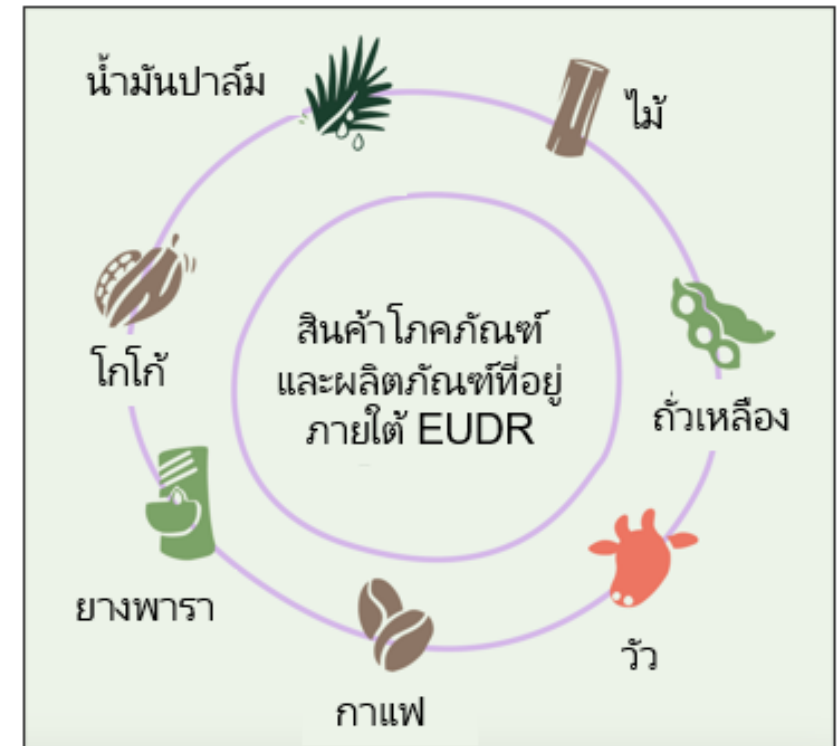 น้ำมันปาล์ม
ไม้
โกโก้
สินค้าโภคภัณฑ์
และผลิตภัณฑ์ที่อยู่
ภายใต้ EUDR
ถั่วเหลือง
ยางพารา
วัว
กาแฟ